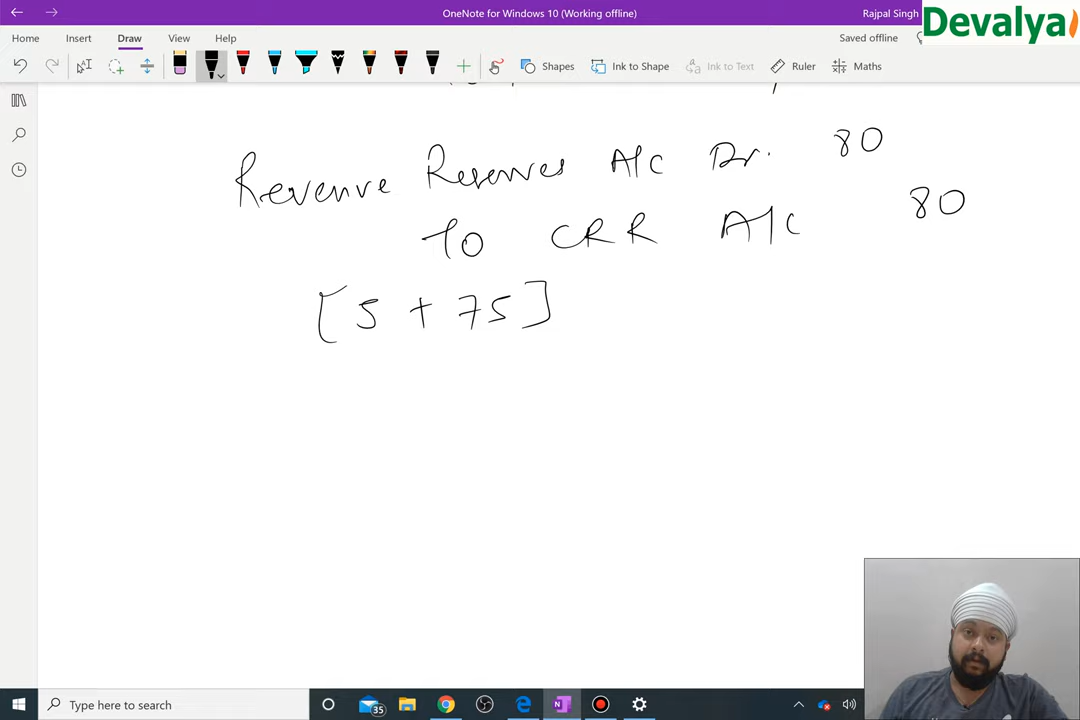 OneNote for Windows 10 (Working offline)
Rajpal Singh
Devalya
Home Insert Draw View Help
Saved offline
Shapes Ink to Shape Ink to Text Ruler Maths
Revenue Reserves A/c Dr. 80
To CRR A/c 80
[5 + 75]
Type here to search
35